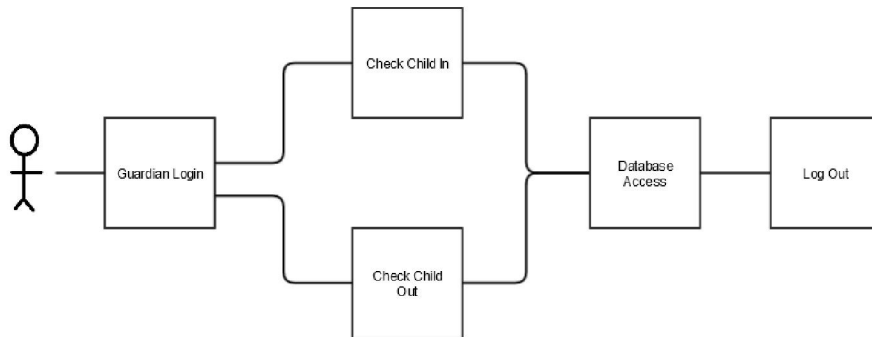 Check Child In
Guardian Login
Database
Access
Log Out
Check Child
Out